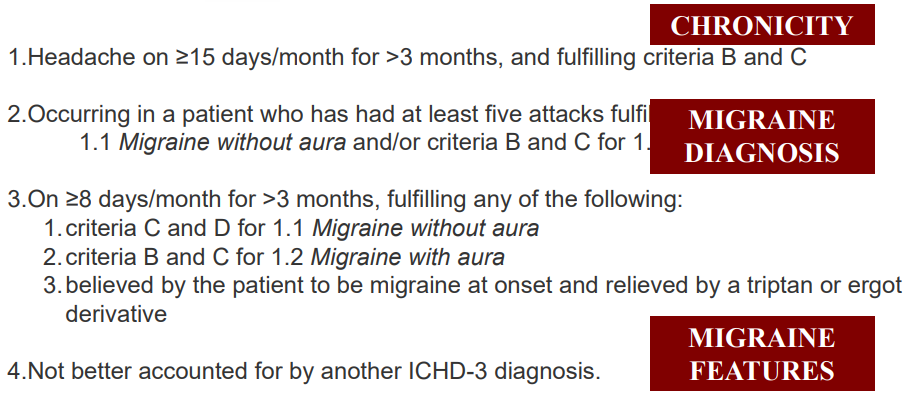 CHRONICITY
1.Headache on ≥15 days/month for >3 months, and fulfilling criteria B and C
2.Occurring in a patient who has had at least five attacks
1.1 Migraine without aura and/or criteria B and C for
MIGRAINE
DIAGNOSIS
3.On ≥8 days/month for >3 months, fulfilling any of the following:
1.criteria C and D for 1.1 Migraine without aura
2.criteria B and C for 1.2 Migraine with aura
3.believed by the patient to be migraine at onset and relieved by a triptan or ergot
derivative
MIGRAINE
FEATURES
4.Not better accounted for by another ICHD-3 diagnosis.